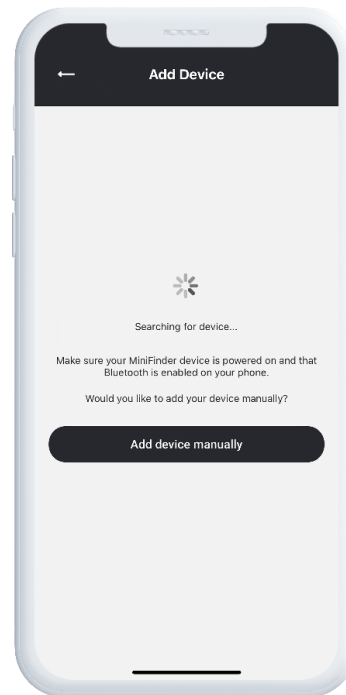 Add Device
Searching for device...
Make sure your MiniFinder device is powered on and that
Bluetooth is enabled on your phone.
Would you like to add your device manually?
Add device manually